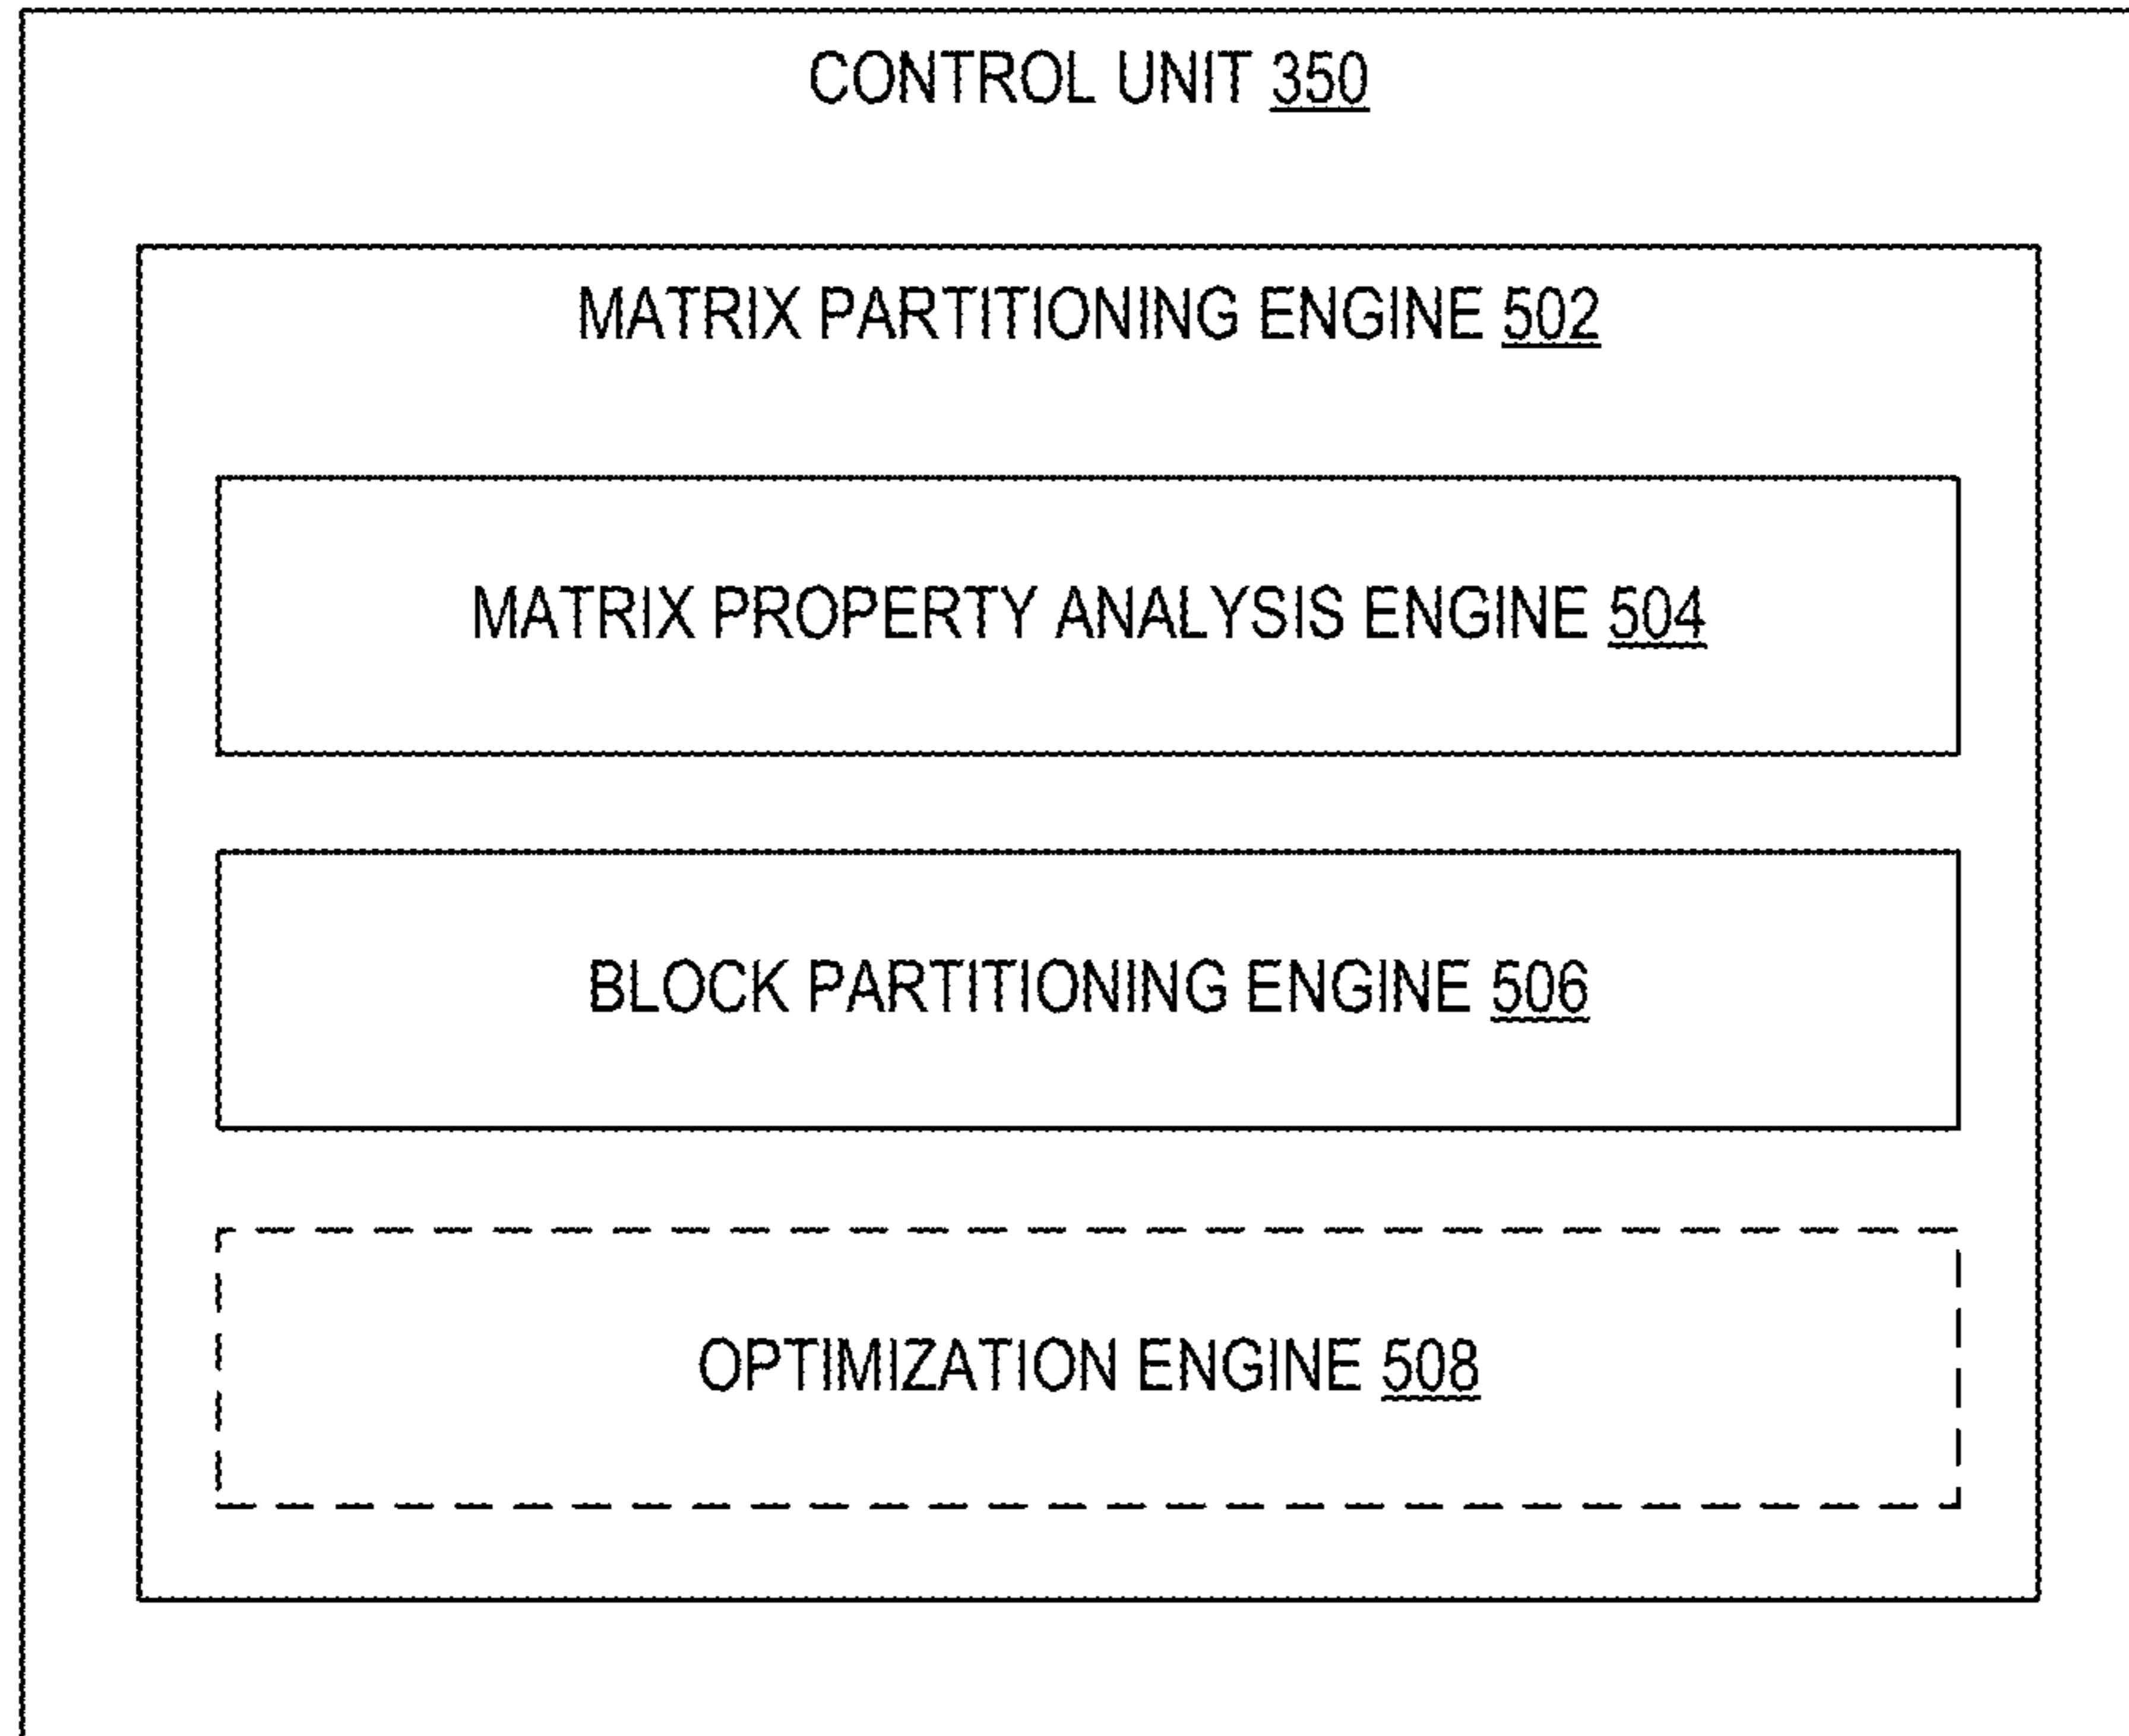 CONTROL UNIT 350
MATRIX PARTITIONING ENGINE 502
MATRIX PROPERTY ANALYSIS ENGINE 504
BLOCK PARTITIONING ENGINE 506
OPTIMIZATION ENGINE 508